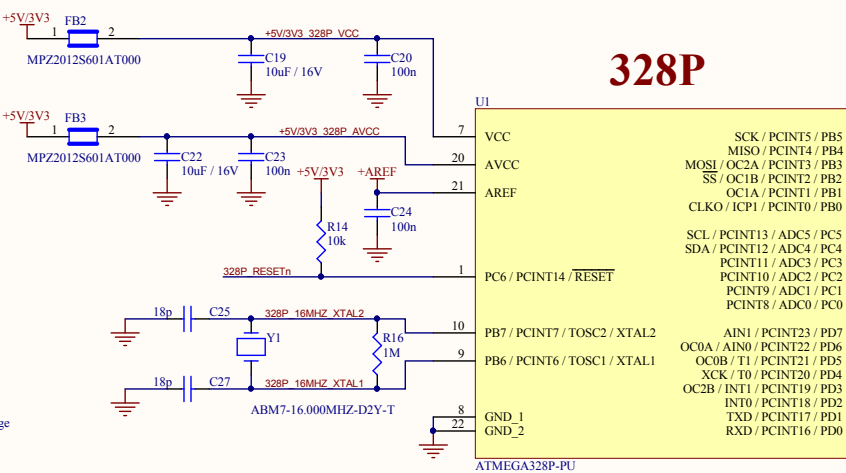 +5V/3V3
FB2
1
2
MPZ2012S601AT000
+5V/3V3_328P_VCC
C19
10uF / 16V
C20
100n
328P
U1
+5V/3V3
FB3
1
2
MPZ2012S601AT000
+5V/3V3_328P_AVCC
C22
10uF / 16V
C23
100n
+5V/3V3
+AREF
C24
100n
R14
10k
328P_RESETn
18p
C25
328P_16MHZ_XTAL2
Y1
R16
1M
18p
C27
328P_16MHZ_XTAL1
ABM7-16.000MHZ-D2Y-T
ge
7
VCC
20
AVCC
21
AREF
1
PC6 / PCINT14 / RESET
10
PB7 / PCINT7 / TOSC2 / XTAL2
9
PB6 / PCINT6 / TOSC1 / XTAL1
8
GND_1
22
GND_2
SCK / PCINT5 / PB5
MISO / PCINT4 / PB4
MOSI / OC2A / PCINT3 / PB3
SS / OC1B / PCINT2 / PB2
OC1A / PCINT1 / PB1
CLKO / ICP1 / PCINT0 / PB0
SCL / PCINT13 / ADC5 / PC5
SDA / PCINT12 / ADC4 / PC4
PCINT11 / ADC3 / PC3
PCINT10 / ADC2 / PC2
PCINT9 / ADC1 / PC1
PCINT8 / ADC0 / PC0
AIN1 / PCINT23 / PD7
OC0A / AIN0 / PCINT22 / PD6
OC0B / T1 / PCINT21 / PD5
XCK / T0 / PCINT20 / PD4
OC2B / INT1 / PCINT19 / PD3
INT0 / PCINT18 / PD2
TXD / PCINT17 / PD1
RXD / PCINT16 / PD0
ATMEGA328P-PU